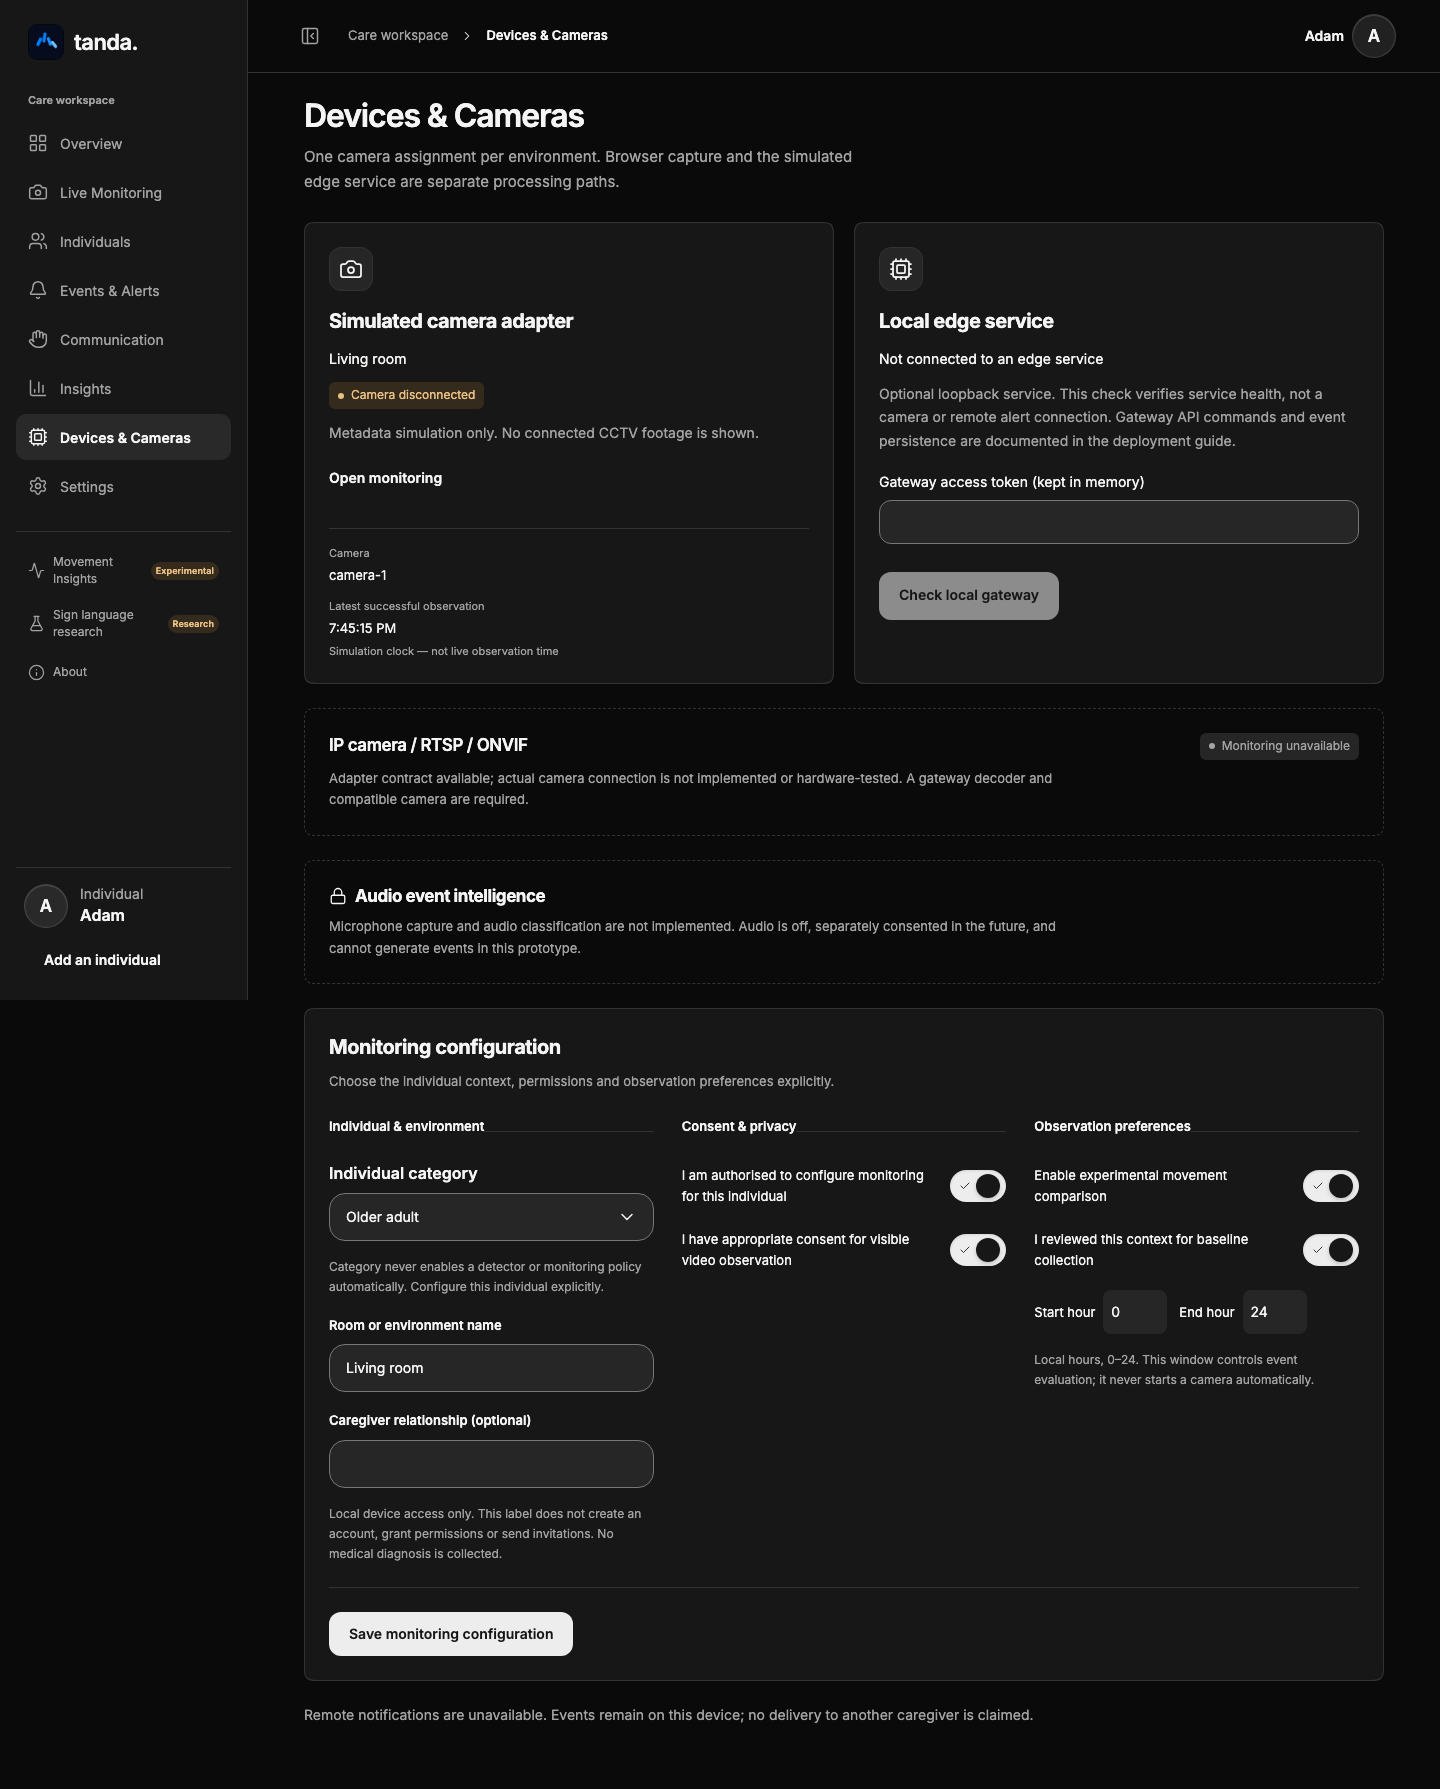 tanda.
Care workspace
Overview
Live Monitoring
Individuals
Events & Alerts
Communication
Insights
Devices & Cameras
Settings
Movement
Insights
Experimental
Sign language
research
Research
About
A
Individual
Adam
Add an individual
Care workspace
Devices & Cameras
Adam
A
Devices & Cameras
One camera assignment per environment. Browser capture and the simulated
edge service are separate processing paths.
Simulated camera adapter
Living room
Camera disconnected
Metadata simulation only. No connected CCTV footage is shown.
Open monitoring
Camera
camera-1
Latest successful observation
7:45:15 PM
Simulation clock — not live observation time
Local edge service
Not connected to an edge service
Optional loopback service. This check verifies service health, not a
camera or remote alert connection. Gateway API commands and event
persistence are documented in the deployment guide.
Gateway access token (kept in memory)
Check local gateway
IP camera / RTSP / ONVIF
Monitoring unavailable
Adapter contract available; actual camera connection is not implemented or hardware-tested. A gateway decoder and
compatible camera are required.
Audio event intelligence
Microphone capture and audio classification are not implemented. Audio is off, separately consented in the future, and
cannot generate events in this prototype.
Monitoring configuration
Choose the individual context, permissions and observation preferences explicitly.
Individual & environment
Individual category
Older adult
Category never enables a detector or monitoring policy
automatically. Configure this individual explicitly.
Room or environment name
Living room
Caregiver relationship (optional)
Local device access only. This label does not create an
account, grant permissions or send invitations. No
medical diagnosis is collected.
Consent & privacy
I am authorised to configure monitoring
for this individual
I have appropriate consent for visible
video observation
Observation preferences
Enable experimental movement
comparison
I reviewed this context for baseline
collection
Start hour 0 End hour 24
Local hours, 0–24. This window controls event
evaluation; it never starts a camera automatically.
Save monitoring configuration
Remote notifications are unavailable. Events remain on this device; no delivery to another caregiver is claimed.